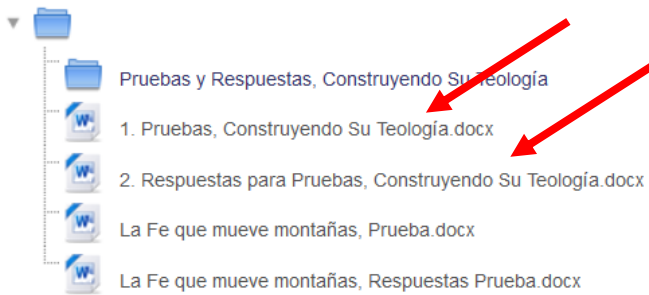 Pruebas y Respuestas, Construyendo Su Teología
1. Pruebas, Construyendo Su Teología.docx
2. Respuestas para Pruebas, Construyendo Su Teología.docx
La Fe que mueve montañas, Prueba.docx
La Fe que mueve montañas, Respuestas Prueba.docx